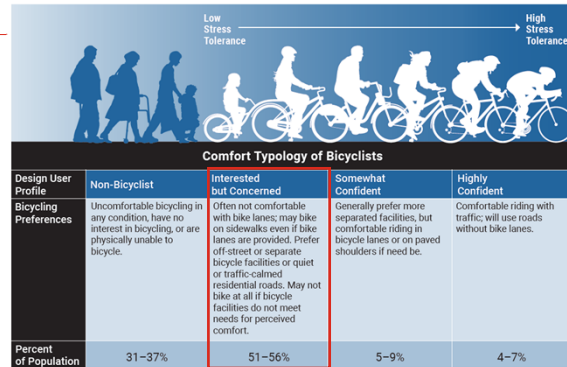 Low
Stress
Tolerance
High
Stress
Tolerance
Comfort Typology of Bicyclists
Design User
Profile
Non-Bicyclist
Interested
but Concerned
Somewhat
Confident
Highly
Confident
Bicycling
Preferences
Uncomfortable bicycling in
any condition, have no
interest in bicycling, or are
physically unable to
bicycle.
Often not comfortable
with bike lanes; may bike
on sidewalks even if bike
lanes are provided. Prefer
off-street or separate
bicycle facilities or quiet
or traffic-calmed
residential roads. May not
bike at all if bicycle
facilities do not meet
needs for perceived
comfort.
Generally prefer more
separated facilities, but
comfortable riding in
bicycle lanes or on paved
shoulders if need be.
Comfortable riding with
traffic; will use roads
without bike lanes.
Percent
of Population
31–37%
51–56%
5–9%
4–7%